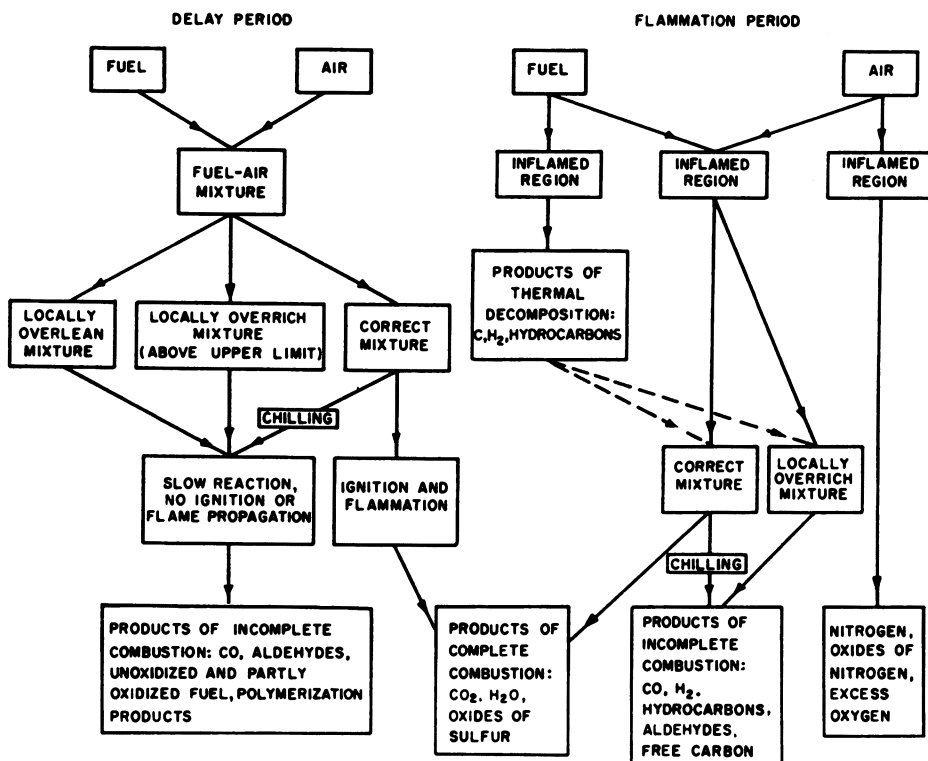 DELAY PERIOD
FLAMMATION PERIOD
FUEL
AIR
FUEL
AIR
FUEL-AIR
MIXTURE
INFLAMED
REGION
INFLAMED
REGION
INFLAMED
REGION
PRODUCTS OF
THERMAL
DECOMPOSITION:
C,H₂,HYDROCARBONS
LOCALLY
OVERLEAN
MIXTURE
LOCALLY OVERRICH
MIXTURE
(ABOVE UPPER LIMIT)
CORRECT
MIXTURE
CHILLING
SLOW REACTION,
NO IGNITION OR
FLAME PROPAGATION
IGNITION AND
FLAMMATION
CORRECT
MIXTURE
LOCALLY
OVERRICH
MIXTURE
CHILLING
PRODUCTS OF INCOMPLETE
COMBUSTION: CO, ALDEHYDES,
UNOXIDIZED AND PARTLY
OXIDIZED FUEL, POLYMERIZATION
PRODUCTS
PRODUCTS OF
COMPLETE
COMBUSTION:
CO₂, H₂O,
OXIDES OF
SULFUR
PRODUCTS OF
INCOMPLETE
COMBUSTION:
CO, H₂,
HYDROCARBONS,
ALDEHYDES,
FREE CARBON
NITROGEN,
OXIDES OF
NITROGEN,
EXCESS
OXYGEN